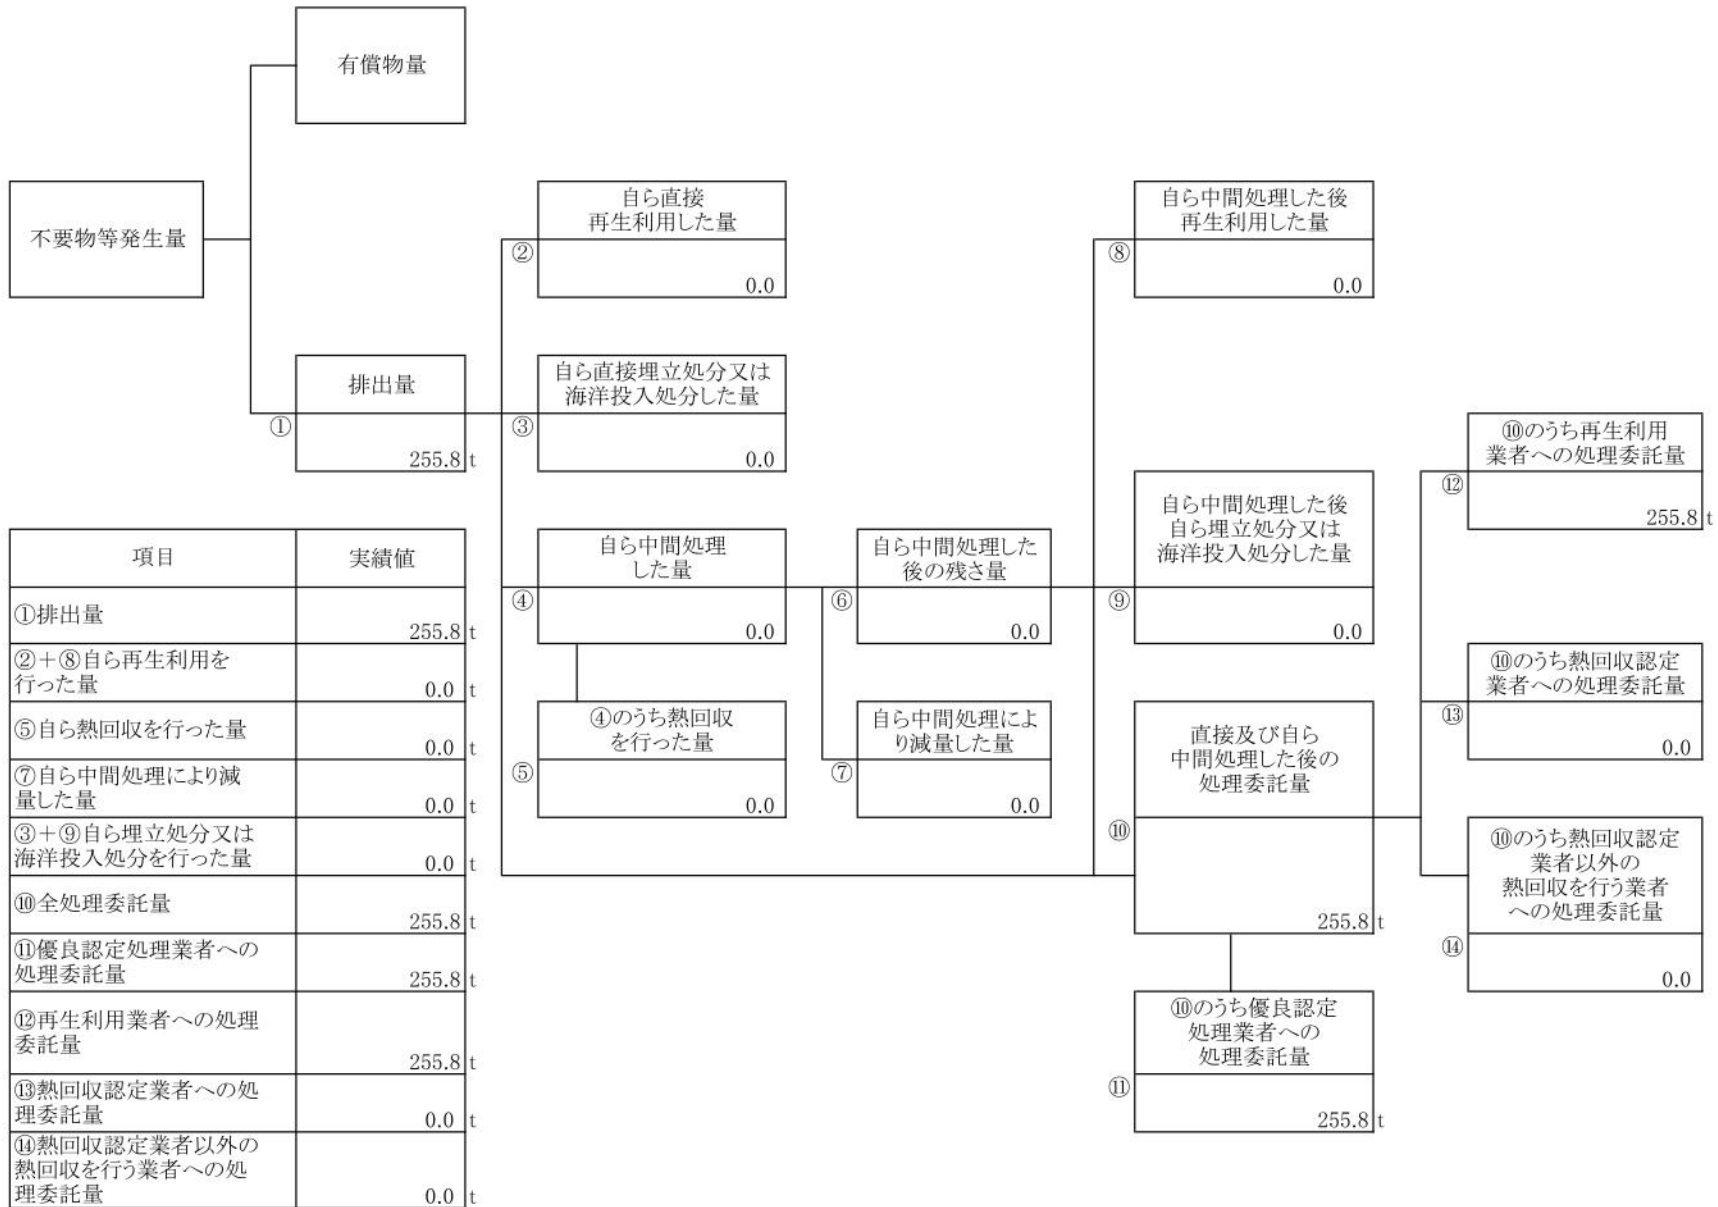 有償物量
不要物等発生量
自ら直接
再生利用した量
②
0.0
自ら中間処理した後
再生利用した量
⑧
0.0
排出量
①
255.8 t
自ら直接埋立処分又は
海洋投入処分した量
③
0.0
⑩のうち再生利用
業者への処理委託量
⑫
255.8 t
自ら中間処理
した量
④
0.0
自ら中間処理した
後の残さ量
⑥
0.0
自ら中間処理した後
自ら埋立処分又は
海洋投入処分した量
⑨
0.0
⑩のうち熱回収認定
業者への処理委託量
⑬
0.0
④のうち熱回収
を行った量
⑤
0.0
自ら中間処理によ
り減量した量
⑦
0.0
直接及び自ら
中間処理した後の
処理委託量
⑩
255.8 t
⑩のうち熱回収認定
業者以外の
熱回収を行う業者
への処理委託量
⑭
0.0
⑩のうち優良認定
処理業者への
処理委託量
⑪
255.8 t
項目 実績値
①排出量
255.8 t
②＋⑧自ら再生利用を
行った量
0.0 t
⑤自ら熱回収を行った量
0.0 t
⑦自ら中間処理により減
量した量
0.0 t
③＋⑨自ら埋立処分又は
海洋投入処分を行った量
0.0 t
⑩全処理委託量
255.8 t
⑪優良認定処理業者への
処理委託量
255.8 t
⑫再生利用業者への処理
委託量
255.8 t
⑬熱回収認定業者への処
理委託量
0.0 t
⑭熱回収認定業者以外の
熱回収を行う業者への処
理委託量
0.0 t